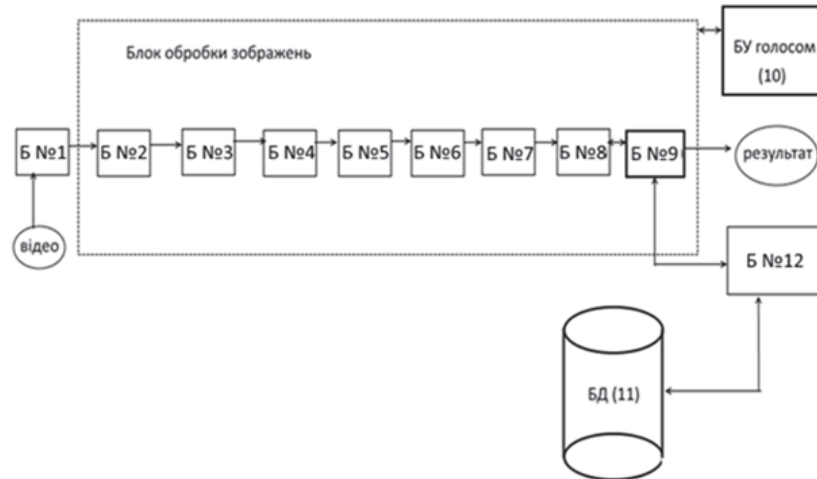 Блок обробки зображень
БУ голосом
(10)
Б №1
Б №2
Б №3
Б №4
Б №5
Б №6
Б №7
Б №8
Б №9
результат
відео
Б №12
БД (11)